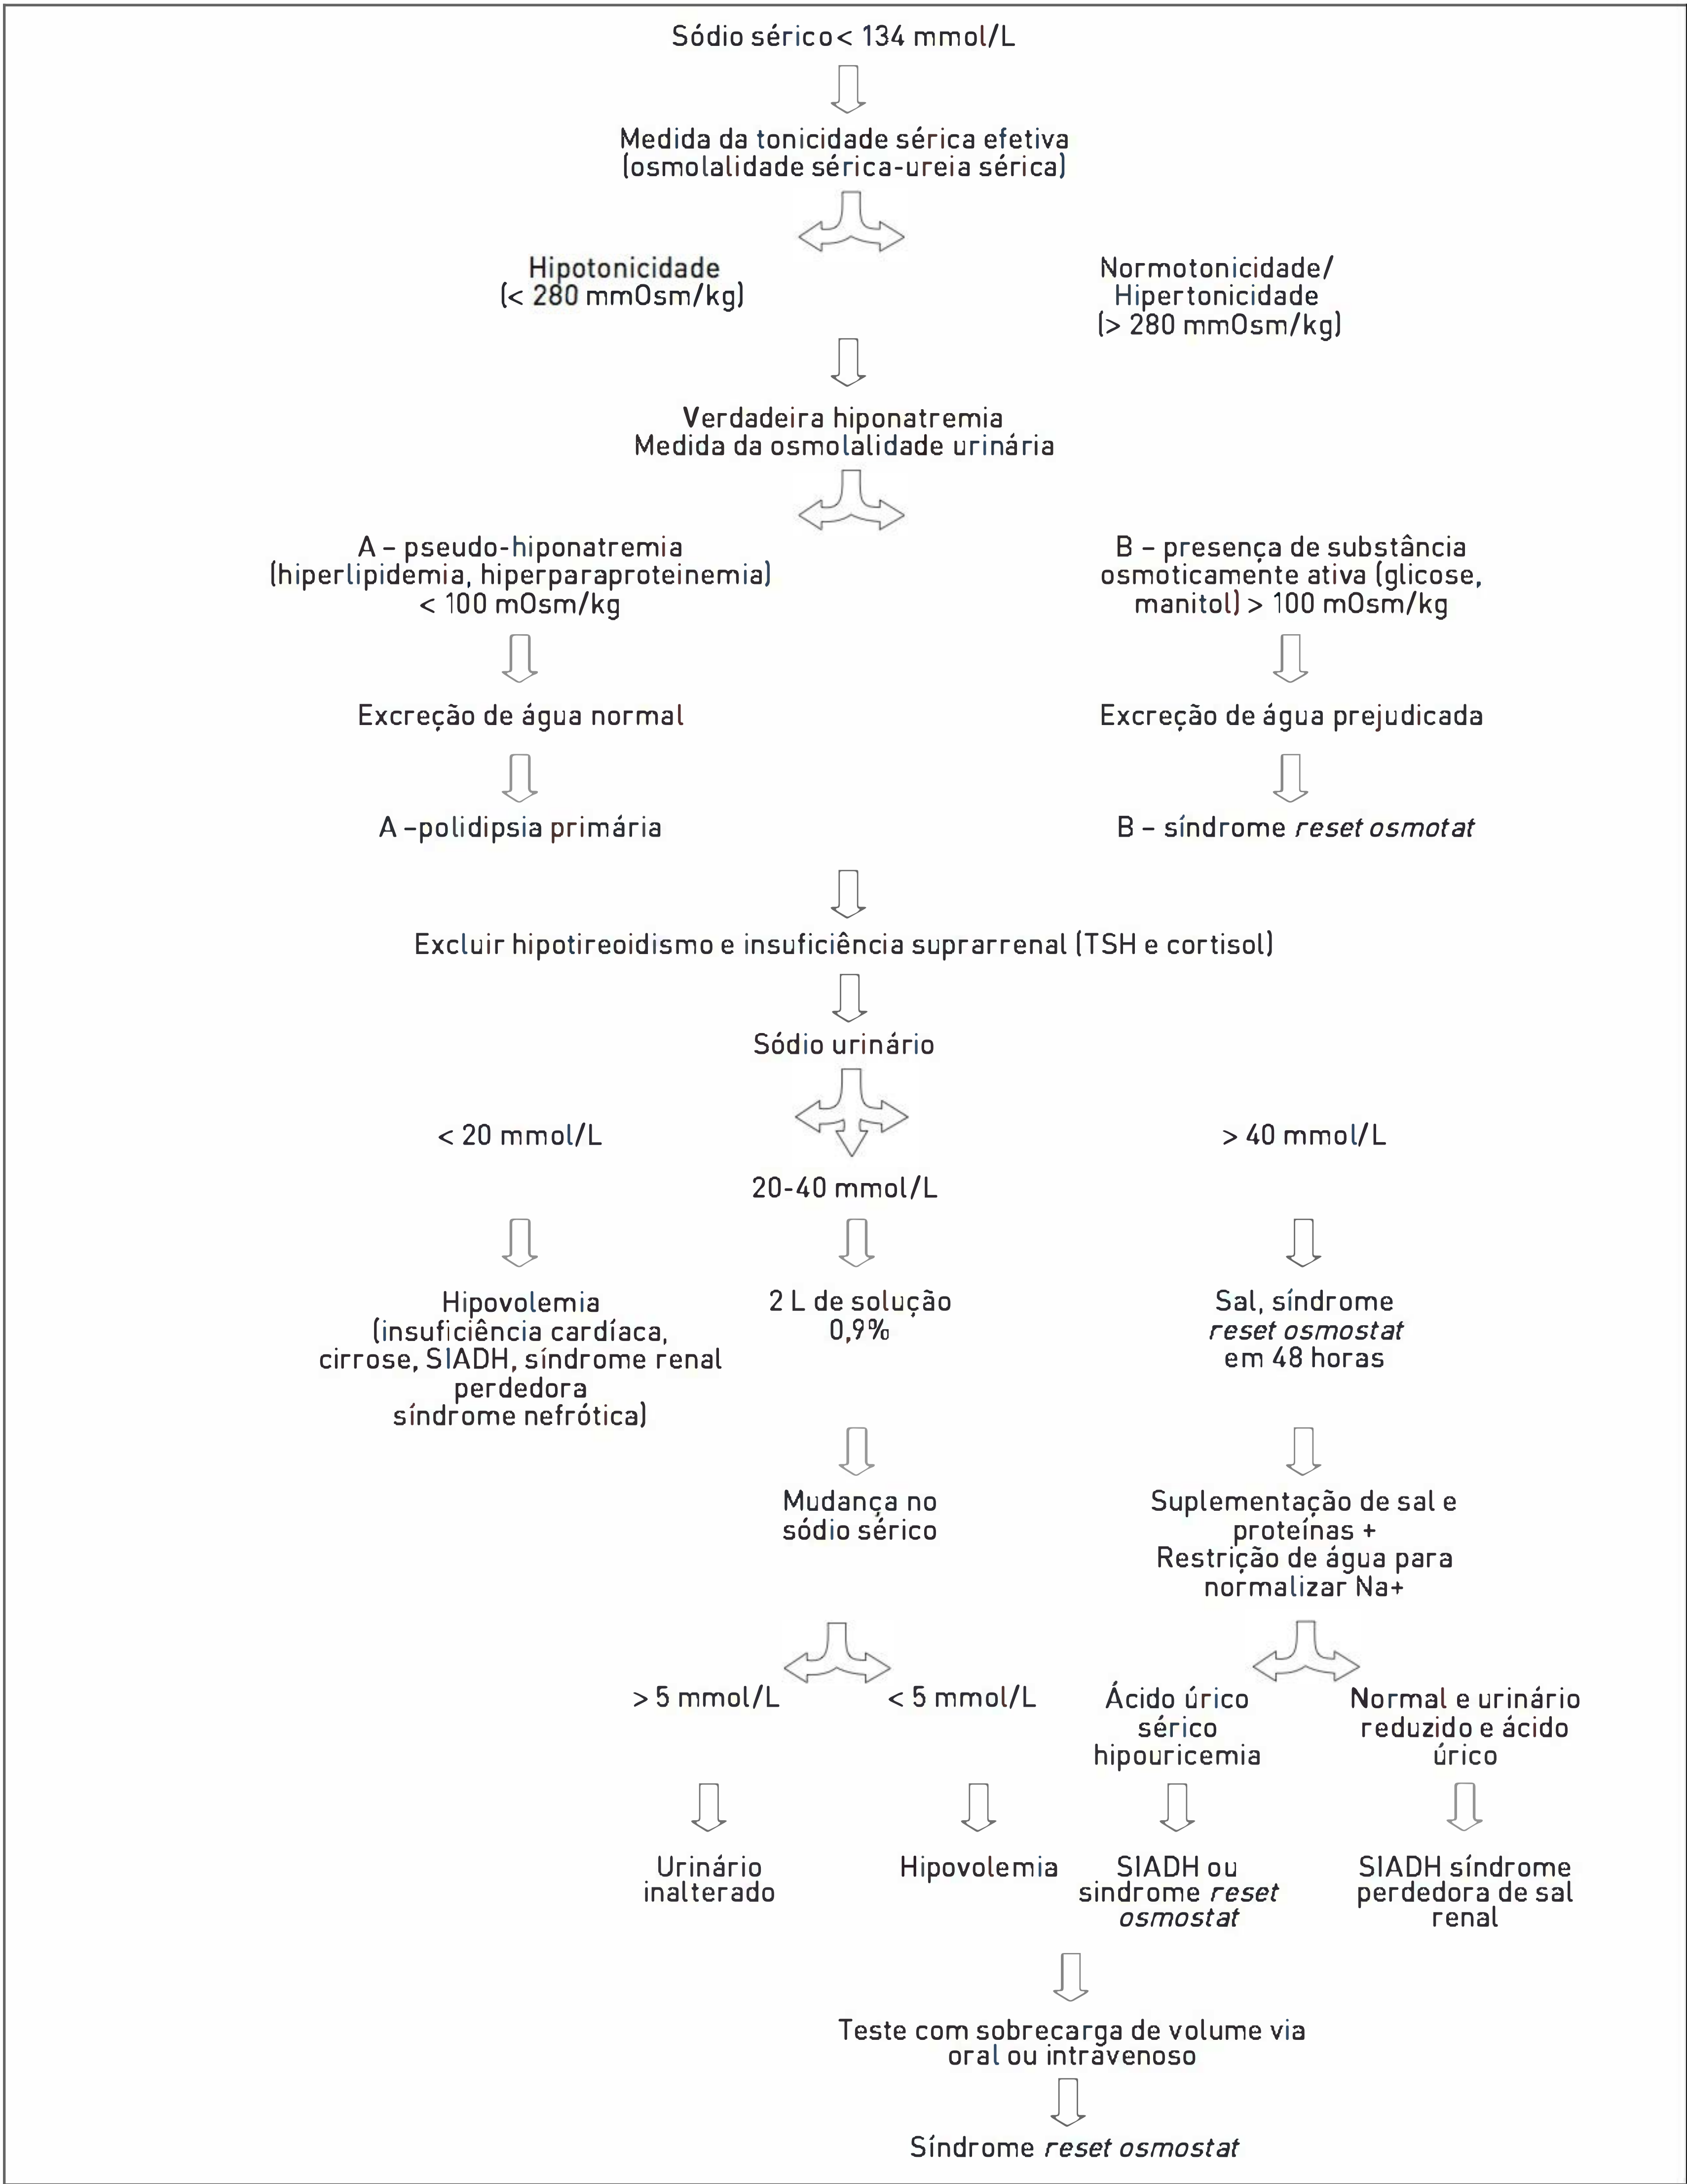 Sódio sérico< 134 mmol/L
Medida da tonicidade sérica efetiva
(osmolalidade sérica-ureia sérica)
Hipotonicidade
(< 280 mmOsm/kg)
Normotonicidade/
Hipertonicidade
(> 280 mmOsm/kg)
Verdadeira hiponatremia
Medida da osmolalidade urinária
A – pseudo-hiponatremia
(hiperlipidemia, hiperparaproteinemia)
< 100 mOsm/kg
B – presença de substância
osmoticamente ativa (glicose,
manitol) > 100 mOsm/kg
Excreção de água normal
Excreção de água prejudicada
A –polidipsia primária
B – síndrome reset osmotat
Excluir hipotireoidismo e insuficiência suprarrenal (TSH e cortisol)
Sódio urinário
< 20 mmol/L
20-40 mmol/L
> 40 mmol/L
Hipovolemia
(insuficiência cardíaca,
cirrose, SIADH, síndrome renal
perdedora
síndrome nefrótica)
2 L de solução
0,9%
Sal, síndrome
reset osmostat
em 48 horas
Mudança no
sódio sérico
Suplementação de sal e
proteínas +
Restrição de água para
normalizar Na+
> 5 mmol/L
< 5 mmol/L
Ácido úrico
sérico
hipouricemia
Normal e urinário
reduzido e ácido
úrico
Urinário
inalterado
Hipovolemia
SIADH ou
sindrome reset
osmostat
SIADH síndrome
perdedora de sal
renal
Teste com sobrecarga de volume via
oral ou intravenoso
Síndrome reset osmostat